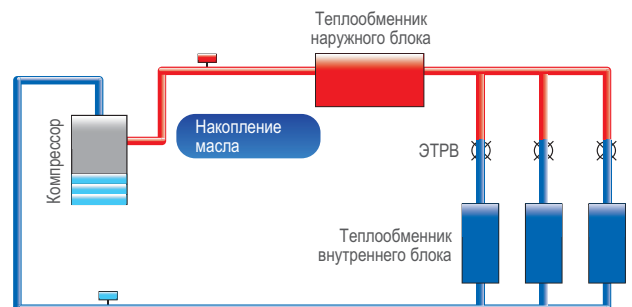 Теплообменник
наружного блока
Накопление
масла
Компрессор
ЭТРВ
Теплообменник
внутреннего блока